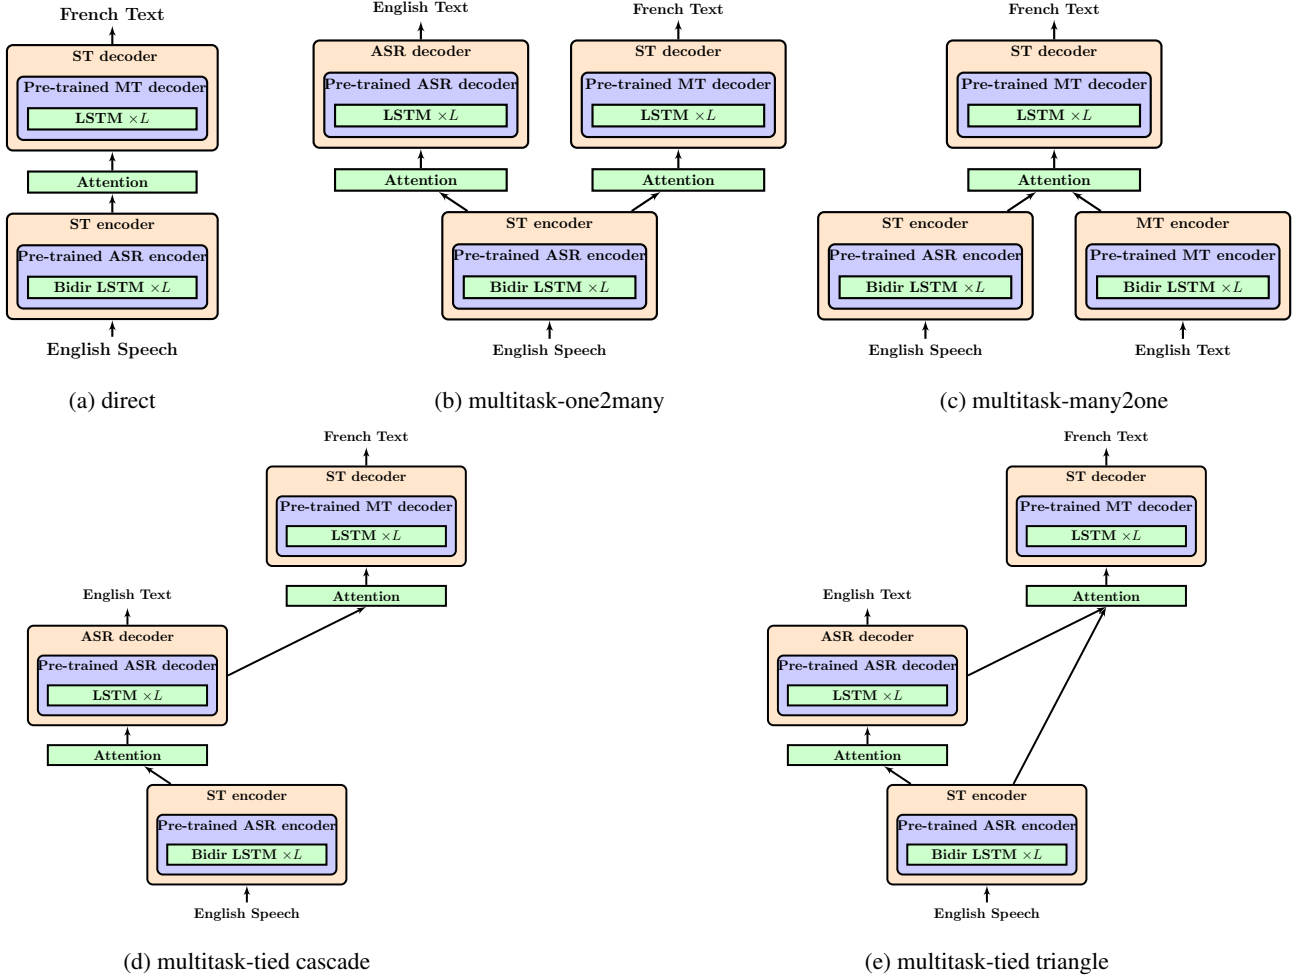 French Text
ST decoder
Pre-trained MT decoder
LSTM ×L
Attention
ST encoder
Pre-trained ASR encoder
Bidir LSTM ×L
English Speech
(a) direct
English Text
ASR decoder
Pre-trained ASR decoder
LSTM ×L
Attention
French Text
ST decoder
Pre-trained MT decoder
LSTM ×L
Attention
ST encoder
Pre-trained ASR encoder
Bidir LSTM ×L
English Speech
(b) multitask-one2many
French Text
ST decoder
Pre-trained MT decoder
LSTM ×L
Attention
ST encoder
Pre-trained ASR encoder
Bidir LSTM ×L
English Speech
MT encoder
Pre-trained MT encoder
Bidir LSTM ×L
English Text
(c) multitask-many2one
French Text
ST decoder
Pre-trained MT decoder
LSTM ×L
Attention
English Text
ASR decoder
Pre-trained ASR decoder
LSTM ×L
Attention
ST encoder
Pre-trained ASR encoder
Bidir LSTM ×L
English Speech
(d) multitask-tied cascade
French Text
ST decoder
Pre-trained MT decoder
LSTM ×L
Attention
English Text
ASR decoder
Pre-trained ASR decoder
LSTM ×L
Attention
ST encoder
Pre-trained ASR encoder
Bidir LSTM ×L
English Speech
(e) multitask-tied triangle